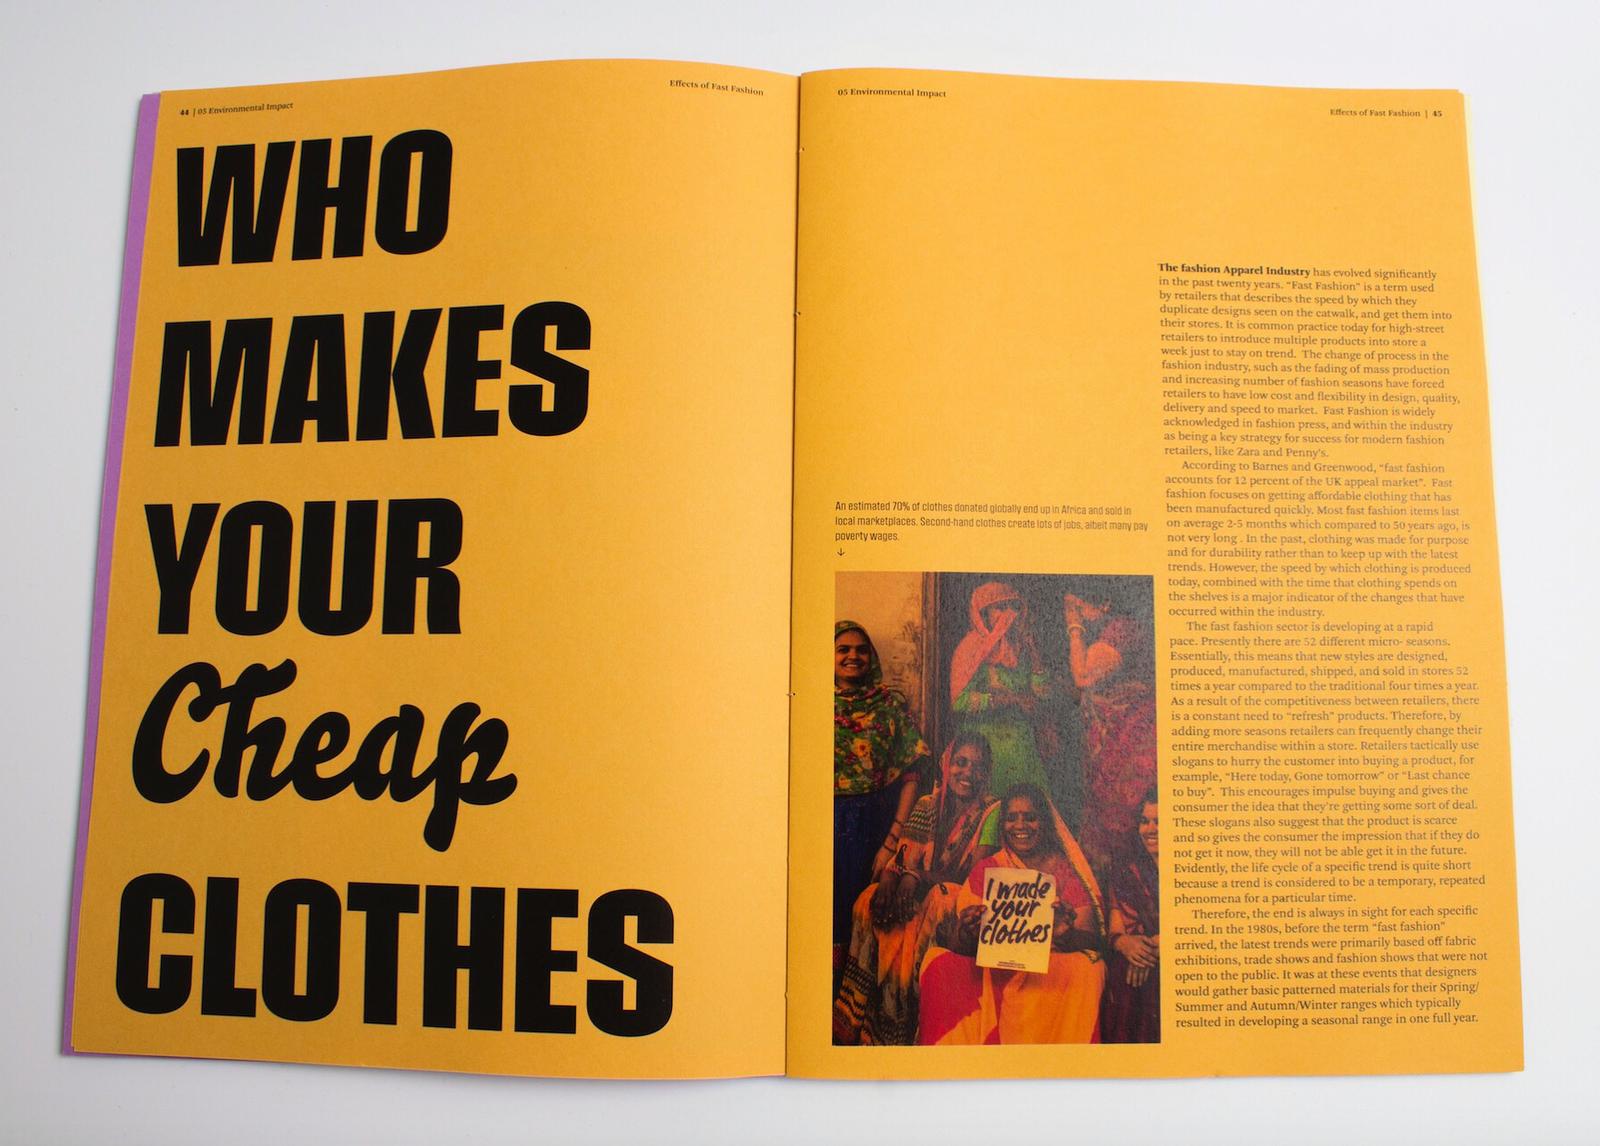 44 | 05 Environmental Impact
Effects of Fast Fashion
WHO
MAKES
YOUR
Cheap
CLOTHES
05 Environmental Impact
Effects of Fast Fashion | 45
An estimated 70% of clothes donated globally end up in Africa and sold in
local marketplaces. Second-hand clothes create lots of jobs, albeit many pay
poverty wages.
↓
I made
your
clothes
The fashion Apparel Industry has evolved significantly
in the past twenty years. “Fast Fashion” is a term used
by retailers that describes the speed by which they
duplicate designs seen on the catwalk, and get them into
their stores. It is common practice today for high-street
retailers to introduce multiple products into store a
week just to stay on trend. The change of process in the
fashion industry, such as the fading of mass production
and increasing number of fashion seasons have forced
retailers to have low cost and flexibility in design, quality,
delivery and speed to market. Fast Fashion is widely
acknowledged in fashion press, and within the industry
as being a key strategy for success for modern fashion
retailers, like Zara and Penny's.
According to Barnes and Greenwood, “fast fashion
accounts for 12 percent of the UK appeal market”. Fast
fashion focuses on getting affordable clothing that has
been manufactured quickly. Most fast fashion items last
on average 2-5 months which compared to 50 years ago, is
not very long . In the past, clothing was made for purpose
and for durability rather than to keep up with the latest
trends. However, the speed by which clothing is produced
today, combined with the time that clothing spends on
the shelves is a major indicator of the changes that have
occurred within the industry.
The fast fashion sector is developing at a rapid
pace. Presently there are 52 different micro- seasons.
Essentially, this means that new styles are designed,
produced, manufactured, shipped, and sold in stores 52
times a year compared to the traditional four times a year.
As a result of the competitiveness between retailers, there
is a constant need to “refresh” products. Therefore, by
adding more seasons retailers can frequently change their
entire merchandise within a store. Retailers tactically use
slogans to hurry the customer into buying a product, for
example, “Here today, Gone tomorrow” or “Last chance
to buy”. This encourages impulse buying and gives the
consumer the idea that they're getting some sort of deal.
These slogans also suggest that the product is scarce
and so gives the consumer the impression that if they do
not get it now, they will not be able get it in the future.
Evidently, the life cycle of a specific trend is quite short
because a trend is considered to be a temporary, repeated
phenomena for a particular time.
Therefore, the end is always in sight for each specific
trend. In the 1980s, before the term “fast fashion”
arrived, the latest trends were primarily based off fabric
exhibitions, trade shows and fashion shows that were not
open to the public. It was at these events that designers
would gather basic patterned materials for their Spring/
Summer and Autumn/Winter ranges which typically
resulted in developing a seasonal range in one full year.